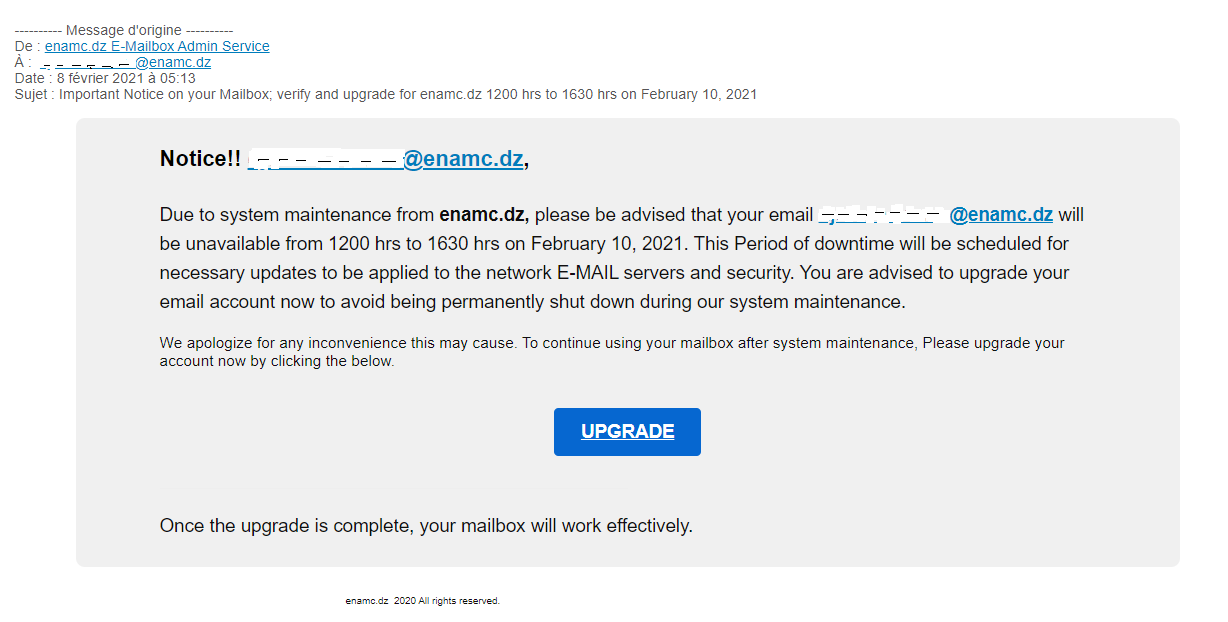 ---------- Message d'origine ----------
De : enamc.dz E-Mailbox Admin Service
À : @enamc.dz
Date : 8 février 2021 à 05:13
Sujet : Important Notice on your Mailbox; verify and upgrade for enamc.dz 1200 hrs to 1630 hrs on February 10, 2021
Notice!! @enamc.dz,
Due to system maintenance from enamc.dz, please be advised that your email @enamc.dz will
be unavailable from 1200 hrs to 1630 hrs on February 10, 2021. This Period of downtime will be scheduled for
necessary updates to be applied to the network E-MAIL servers and security. You are advised to upgrade your
email account now to avoid being permanently shut down during our system maintenance.
We apologize for any inconvenience this may cause. To continue using your mailbox after system maintenance, Please upgrade your
account now by clicking the below.
UPGRADE
Once the upgrade is complete, your mailbox will work effectively.
enamc.dz 2020 All rights reserved.